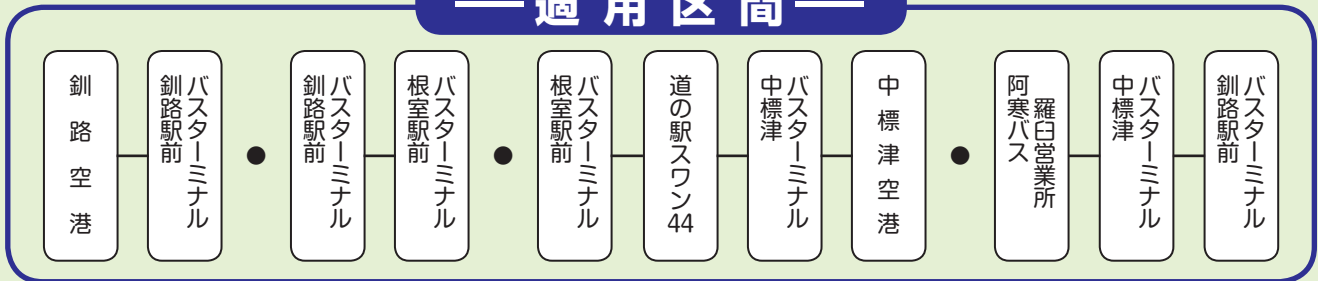 適用区間
釧路空港
釧路駅前
バスターミナル
●
釧路駅前
バスターミナル
根室駅前
バスターミナル
●
根室駅前
バスターミナル
道の駅スワン44
中標津
バスターミナル
中標津空港
●
阿寒バス
羅臼営業所
中標津
バスターミナル
釧路駅前
バスターミナル